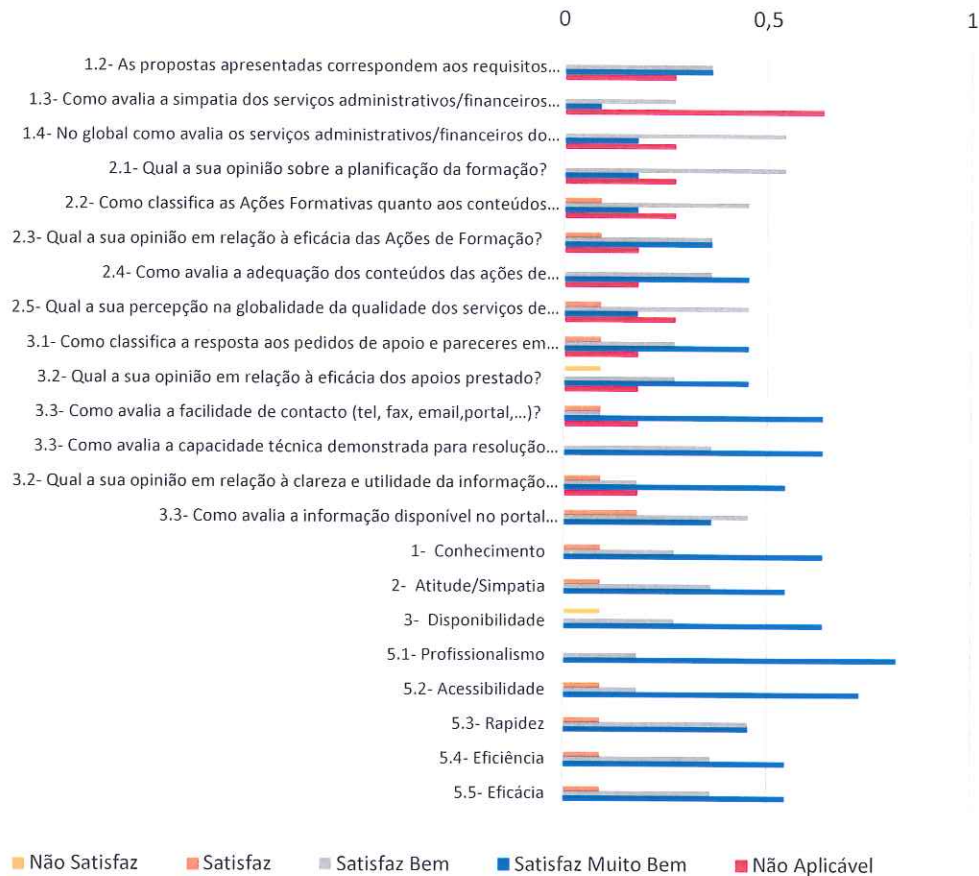 0 0,5 1
1.2- As propostas apresentadas correspondem aos requisitos...
1.3- Como avalia a simpatia dos serviços administrativos/financeiros...
1.4- No global como avalia os serviços administrativos/financeiros do...
2.1- Qual a sua opinião sobre a planificação da formação?
2.2- Como classifica as Ações Formativas quanto aos conteúdos...
2.3- Qual a sua opinião em relação à eficácia das Ações de Formação?
2.4- Como avalia a adequação dos conteúdos das ações de...
2.5- Qual a sua percepção na globalidade da qualidade dos serviços de...
3.1- Como classifica a resposta aos pedidos de apoio e pareceres em...
3.2- Qual a sua opinião em relação à eficácia dos apoios prestado?
3.3- Como avalia a facilidade de contacto (tel, fax, email,portal,...)?
3.3- Como avalia a capacidade técnica demonstrada para resolução...
3.2- Qual a sua opinião em relação à clareza e utilidade da informação...
3.3- Como avalia a informação disponível no portal...
1- Conhecimento
2- Atitude/Simpatia
3- Disponibilidade
5.1- Profissionalismo
5.2- Acessibilidade
5.3- Rapidez
5.4- Eficiência
5.5- Eficácia
Não Satisfaz Satisfaz Satisfaz Bem Satisfaz Muito Bem Não Aplicável